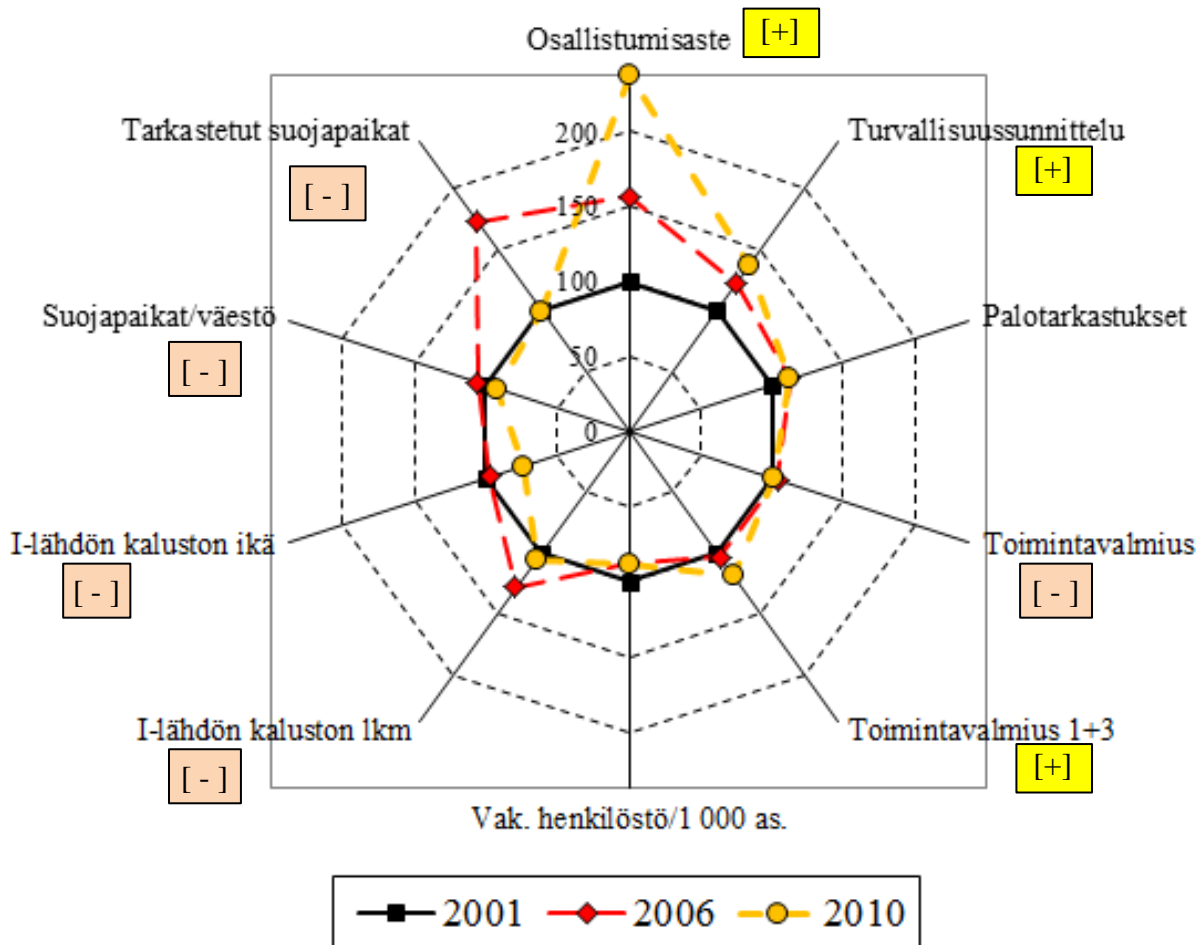 Osallistumisaste [+]
Tarkastetut suojapaikat
[ - ]
Turvallisuussunnittelu
[+]
200
150
100
50
0
Suojapaikat/väestö
[ - ]
Palotarkastukset
I-lähdön kaluston ikä
[ - ]
Toimintavalmius
[ - ]
I-lähdön kaluston lkm
[ - ]
Toimintavalmius 1+3
[+]
Vak. henkilöstö/1 000 as.
2001 2006 2010